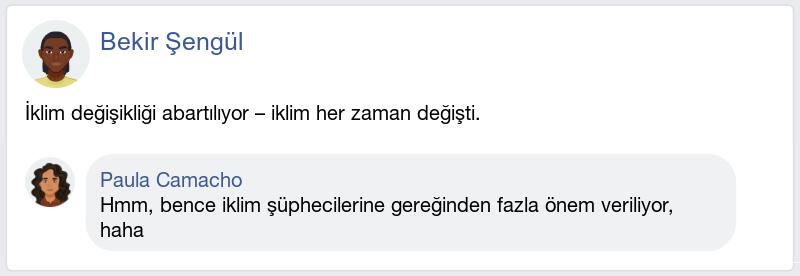 Bekir Şengül
İklim değişikliği abartılıyor – iklim her zaman değişti.
Paula Camacho
Hmm, bence iklim şüphecilerine gereğinden fazla önem veriliyor,
haha